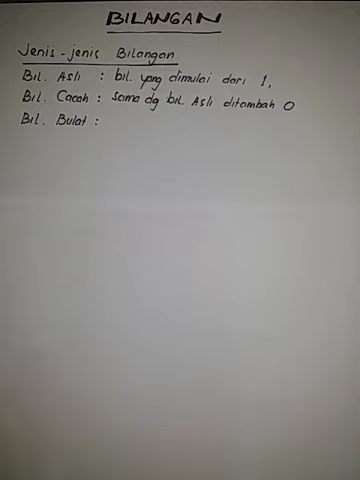 BILANGAN
Jenis-jenis Bilangan
Bil. Asli : bil. yang dimulai dari 1,
Bil. Cacah : sama dg bil. Asli ditambah 0
Bil. Bulat :